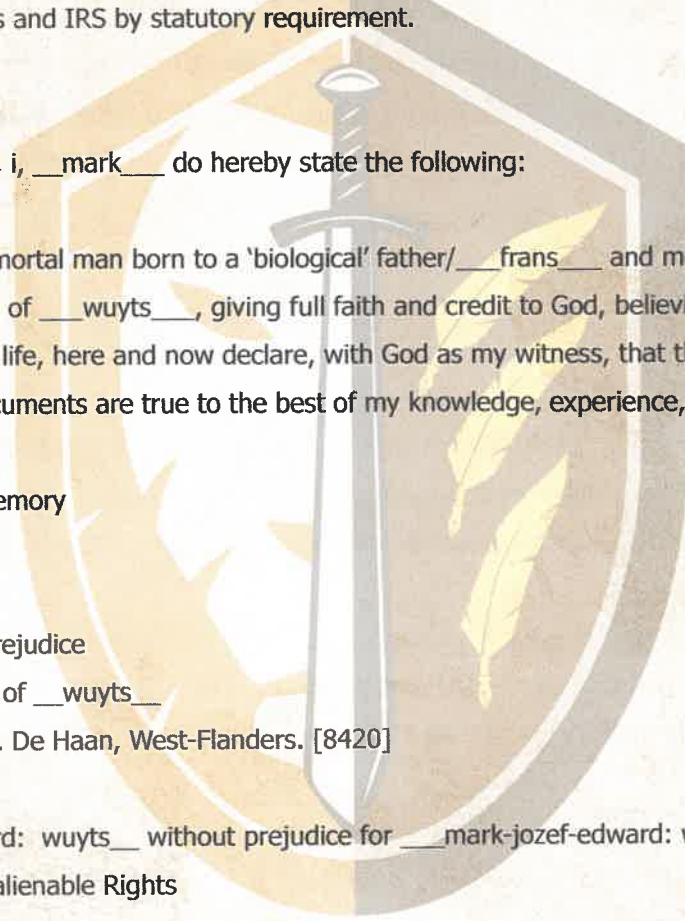 s and IRS by statutory requirement.
i, __mark___ do hereby state the following:
mortal man born to a 'biological' father/___frans___ and m
of ___wuyts___, giving full faith and credit to God, believi
life, here and now declare, with God as my witness, that t
cuments are true to the best of my knowledge, experience,
emory
rejudice
of __wuyts__
. De Haan, West-Flanders. [8420]
rd: wuyts__ without prejudice for ___mark-jozef-edward:
alienable Rights